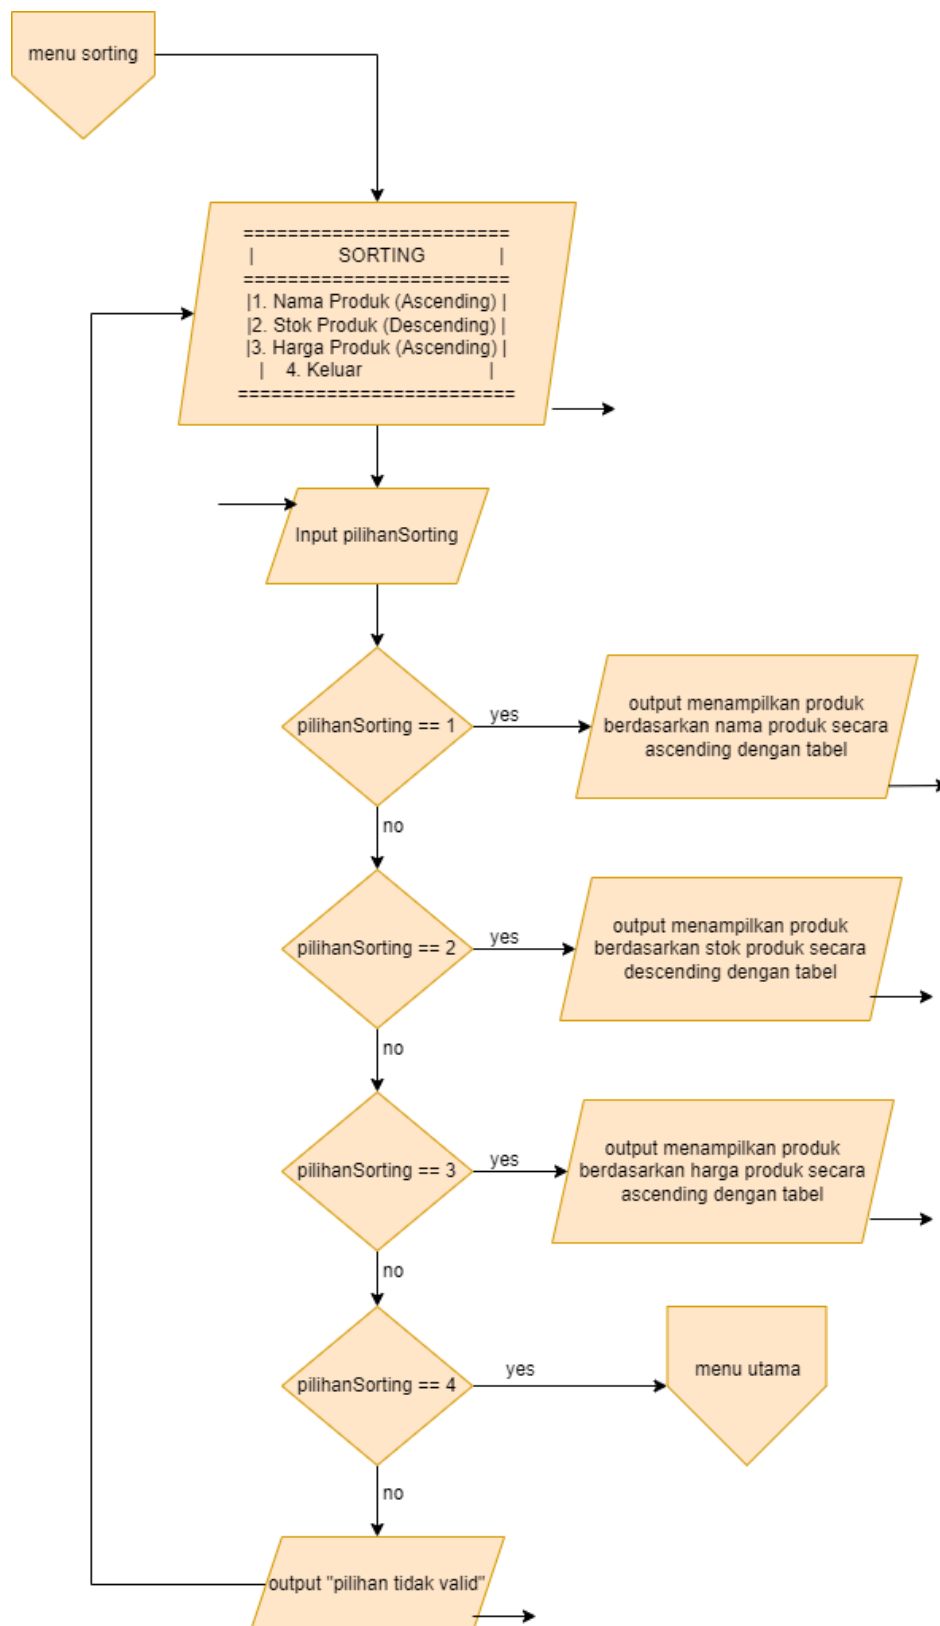 menu sorting
========================
| SORTING |
========================
|1. Nama Produk (Ascending) |
|2. Stok Produk (Descending) |
|3. Harga Produk (Ascending) |
| 4. Keluar |
=========================
Input pilihanSorting
pilihanSorting == 1
yes
output menampilkan produk
berdasarkan nama produk secara
ascending dengan tabel
no
pilihanSorting == 2
yes
output menampilkan produk
berdasarkan stok produk secara
descending dengan tabel
no
pilihanSorting == 3
yes
output menampilkan produk
berdasarkan harga produk secara
ascending dengan tabel
no
pilihanSorting == 4
yes
menu utama
no
output "pilihan tidak valid"